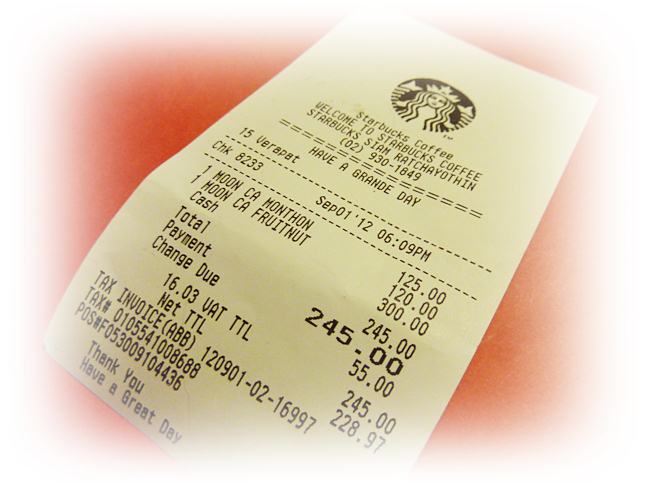 Starbucks Coffee
WELCOME TO STARBUCKS COFFEE
STARBUCKS SIAM RATCHAYOTHIN
(02) 930-1849
HAVE A GRANDE DAY
15 Verapat
Chk 8233 Sep01'12 06:09PM
1 MOON CA MONTHON 125.00
1 MOON CA FRUITNUT 120.00
Cash 300.00
Total 245.00
Payment 245.00
Change Due 55.00
16.03 VAT TTL 245.00
Net TTL 228.97
TAX INVOICE(ABB) 120901-02-16997
TAX# 0105541008688
POS#F053009104436
Thank You
Have a Great Day